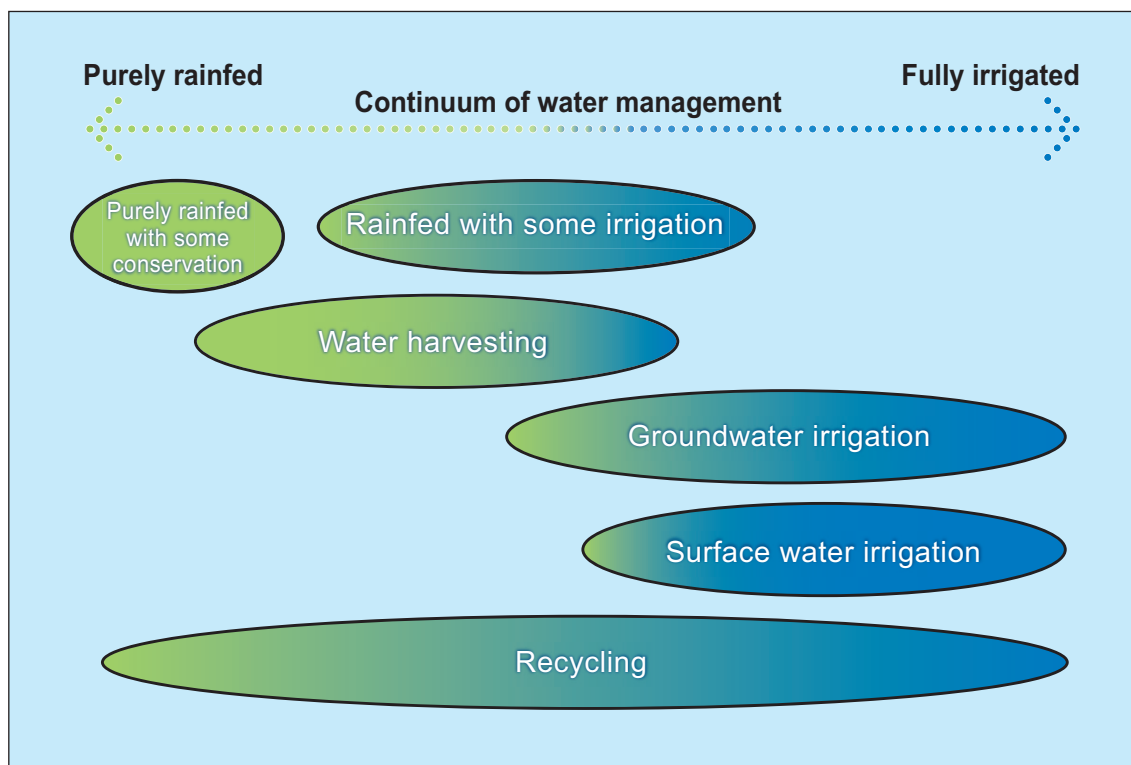 Purely rainfed
Fully irrigated
Continuum of water management
Purely rainfed
with some
conservation
Rainfed with some irrigation
Water harvesting
Groundwater irrigation
Surface water irrigation
Recycling